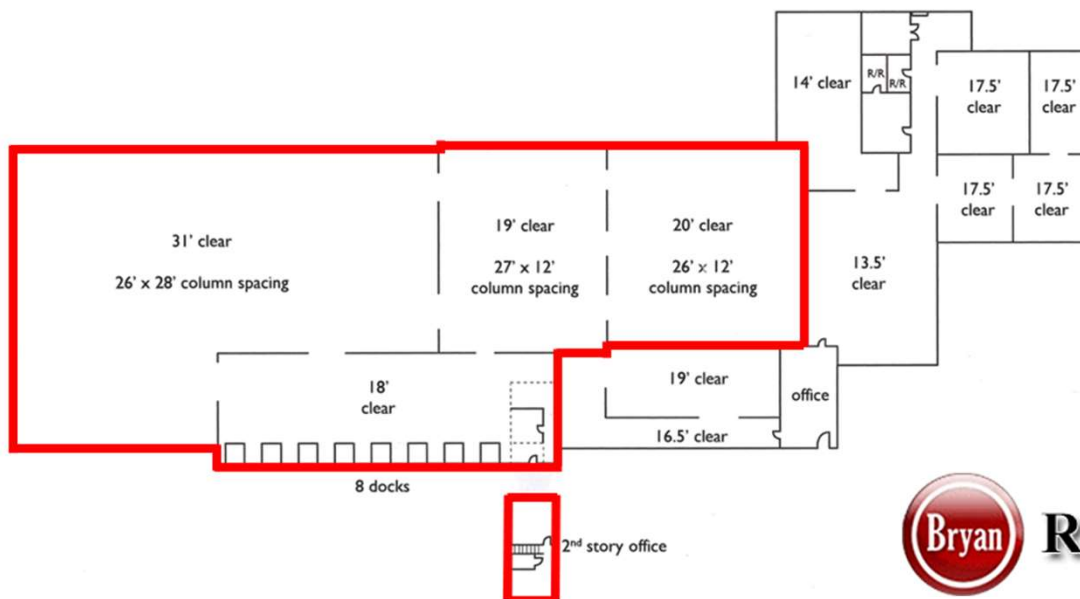 14' clear
R/R
R/R
17.5'
clear
17.5'
clear
17.5'
clear
17.5'
clear
31' clear
26' x 28' column spacing
19' clear
27' x 12'
column spacing
20' clear
26' x 12'
column spacing
13.5'
clear
18'
clear
19' clear
16.5' clear
office
8 docks
2nd story office
Bryan
R